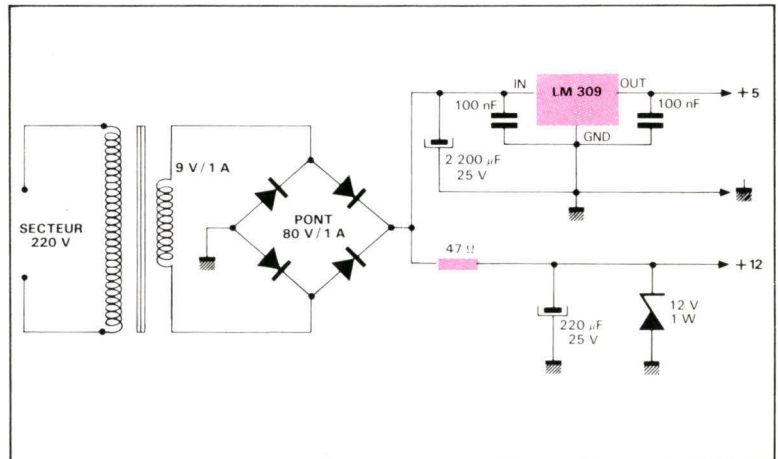 SECTEUR
220 V
9 V/1 A
PONT
80 V/1 A
IN
LM 309
OUT
+5
100 nF
100 nF
GND
2 200 µF
25 V
47 Ω
+12
220 µF
25 V
12 V
1 W